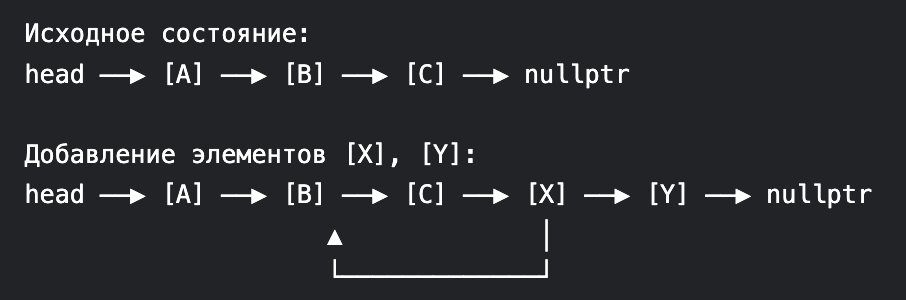 Исходное состояние:
head ──► [A] ──► [B] ──► [C] ──► nullptr
Добавление элементов [X], [Y]:
head ──► [A] ──► [B] ──► [C] ──► [X] ──► [Y] ──► nullptr